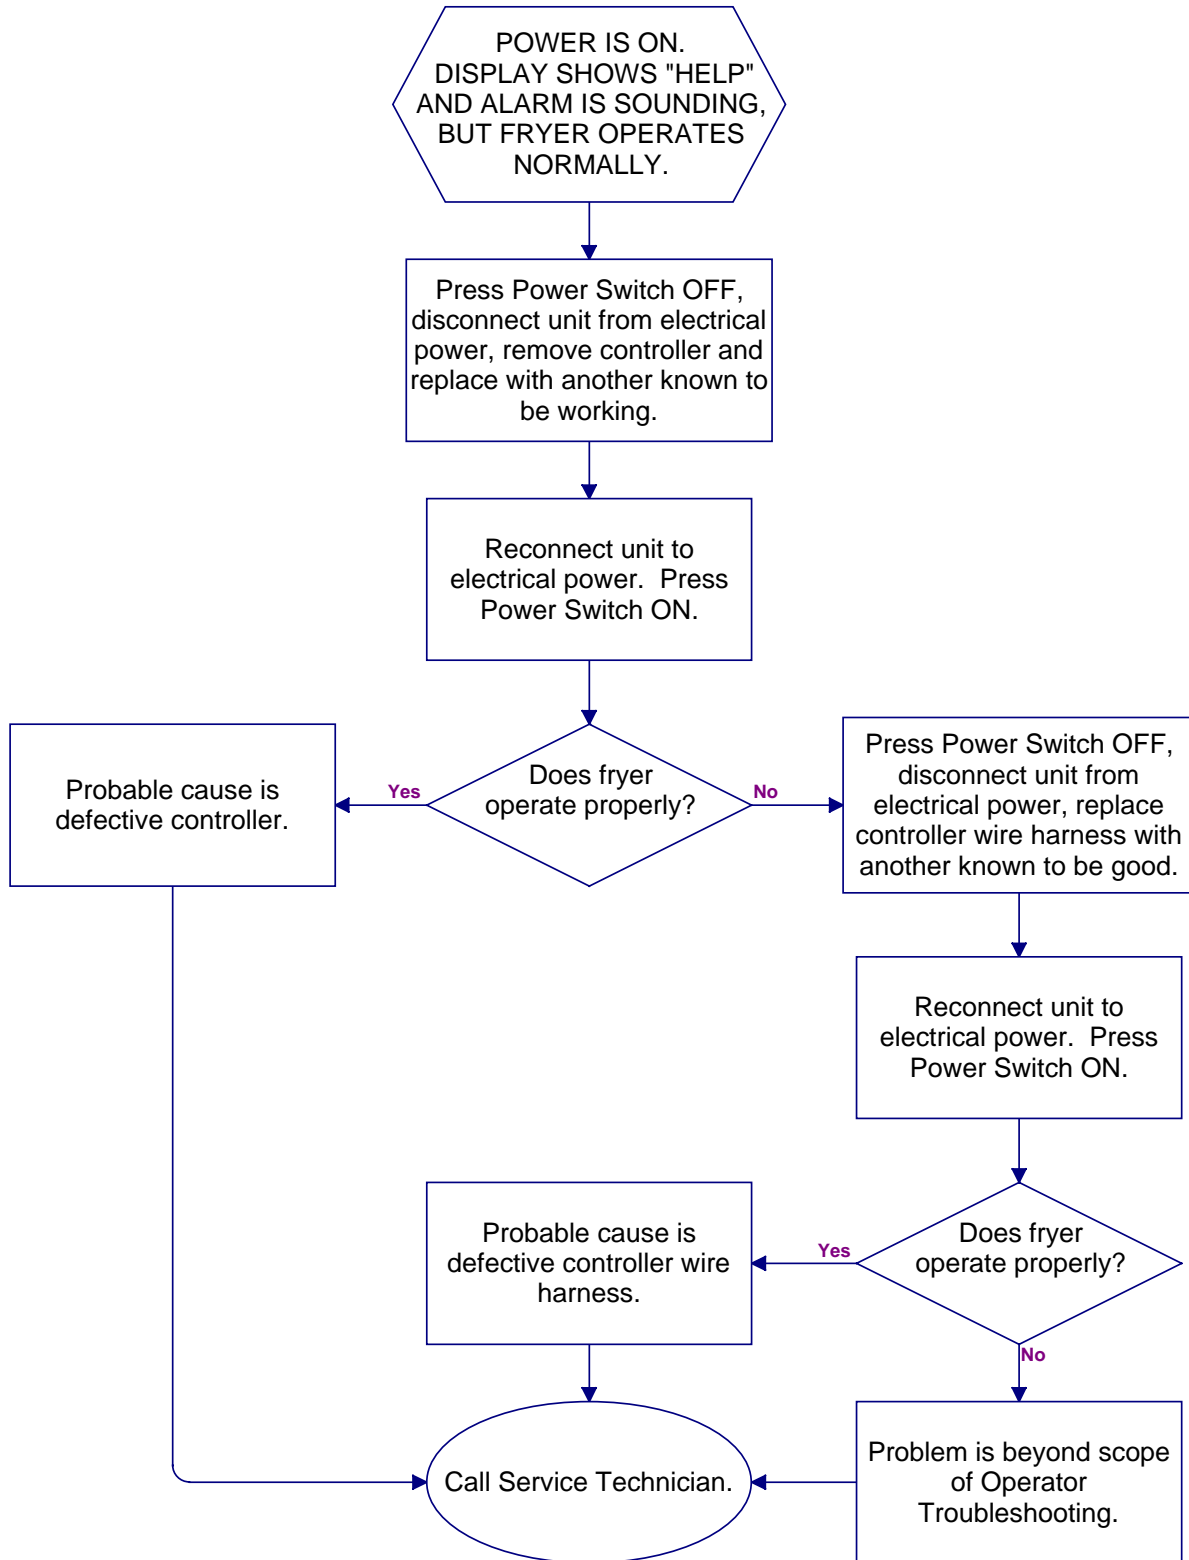 POWER IS ON.
DISPLAY SHOWS "HELP"
AND ALARM IS SOUNDING,
BUT FRYER OPERATES
NORMALLY.
Press Power Switch OFF,
disconnect unit from electrical
power, remove controller and
replace with another known to
be working.
Reconnect unit to
electrical power.  Press
Power Switch ON.
Does fryer
operate properly?
Yes
No
Probable cause is
defective controller.
Press Power Switch OFF,
disconnect unit from
electrical power, replace
controller wire harness with
another known to be good.
Reconnect unit to
electrical power.  Press
Power Switch ON.
Does fryer
operate properly?
Yes
No
Probable cause is
defective controller wire
harness.
Problem is beyond scope
of Operator
Troubleshooting.
Call Service Technician.